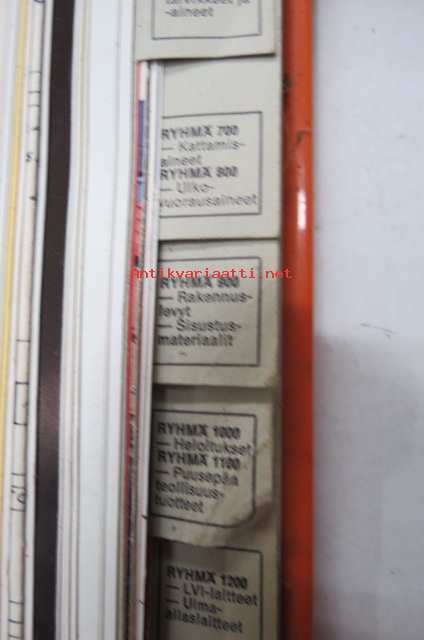 tarvikkeet ja
-aineet
RYHMÄ 700
— Kattamis-
aineet
RYHMÄ 800
— Ulko-
vuorausaineet
Antikvariaatti.net
RYHMÄ 900
— Rakennus-
levyt
— Sisustus-
materiaalit
RYHMÄ 1000
— Heloitukset
RYHMÄ 1100
— Puusepän
teollisuus-
tuotteet
RYHMÄ 1200
— LVI-laitteet
— Uima-
allaslaitteet